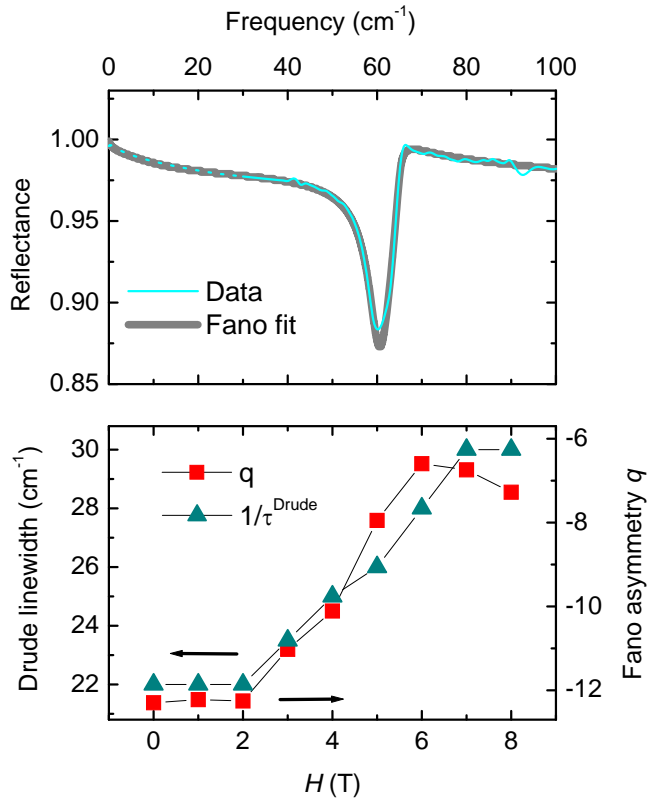 Frequency (cm⁻¹)
0 20 40 60 80 100
1.00
0.95
0.90
0.85
Reflectance
Data
Fano fit
30
28
26
24
22
Drude linewidth (cm⁻¹)
q
1/τ^Drude
-6
-8
-10
-12
Fano asymmetry q
0 2 4 6 8
H (T)